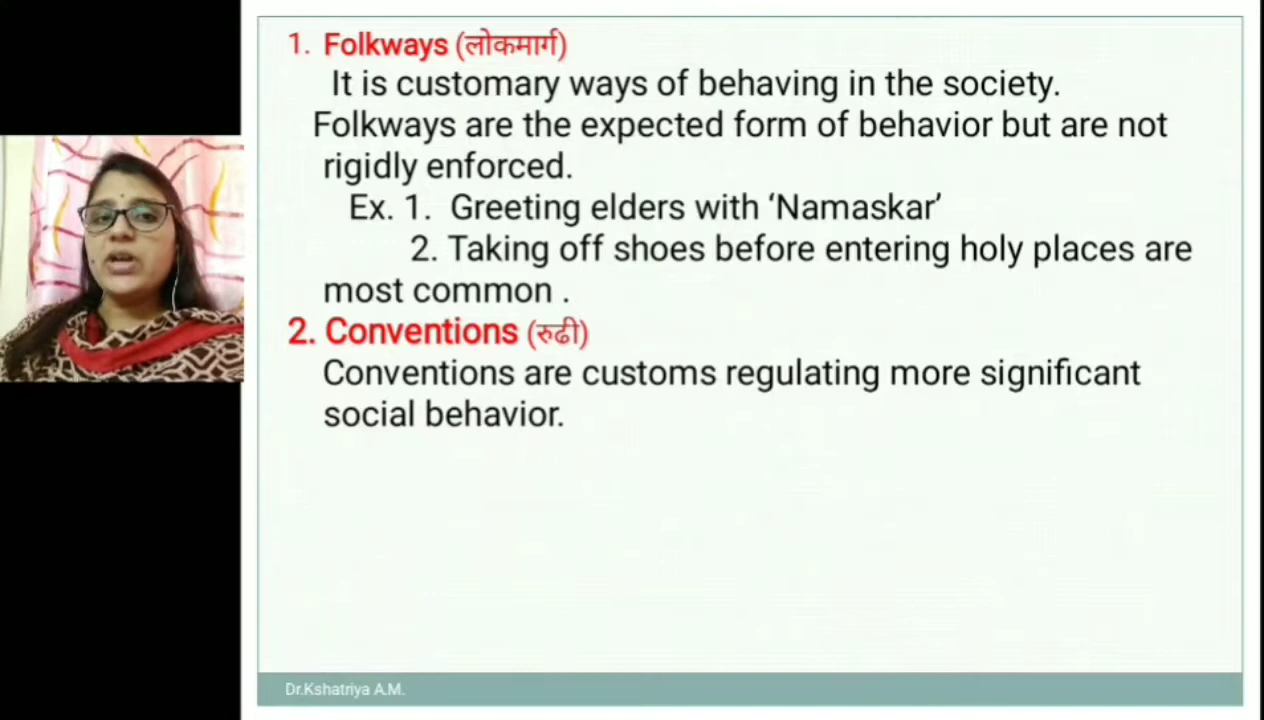 1. Folkways (लोकमार्ग)
It is customary ways of behaving in the society.
Folkways are the expected form of behavior but are not
rigidly enforced.
Ex. 1. Greeting elders with ‘Namaskar’
2. Taking off shoes before entering holy places are
most common .
2. Conventions (रुढी)
Conventions are customs regulating more significant
social behavior.
Dr.Kshatriya A.M.